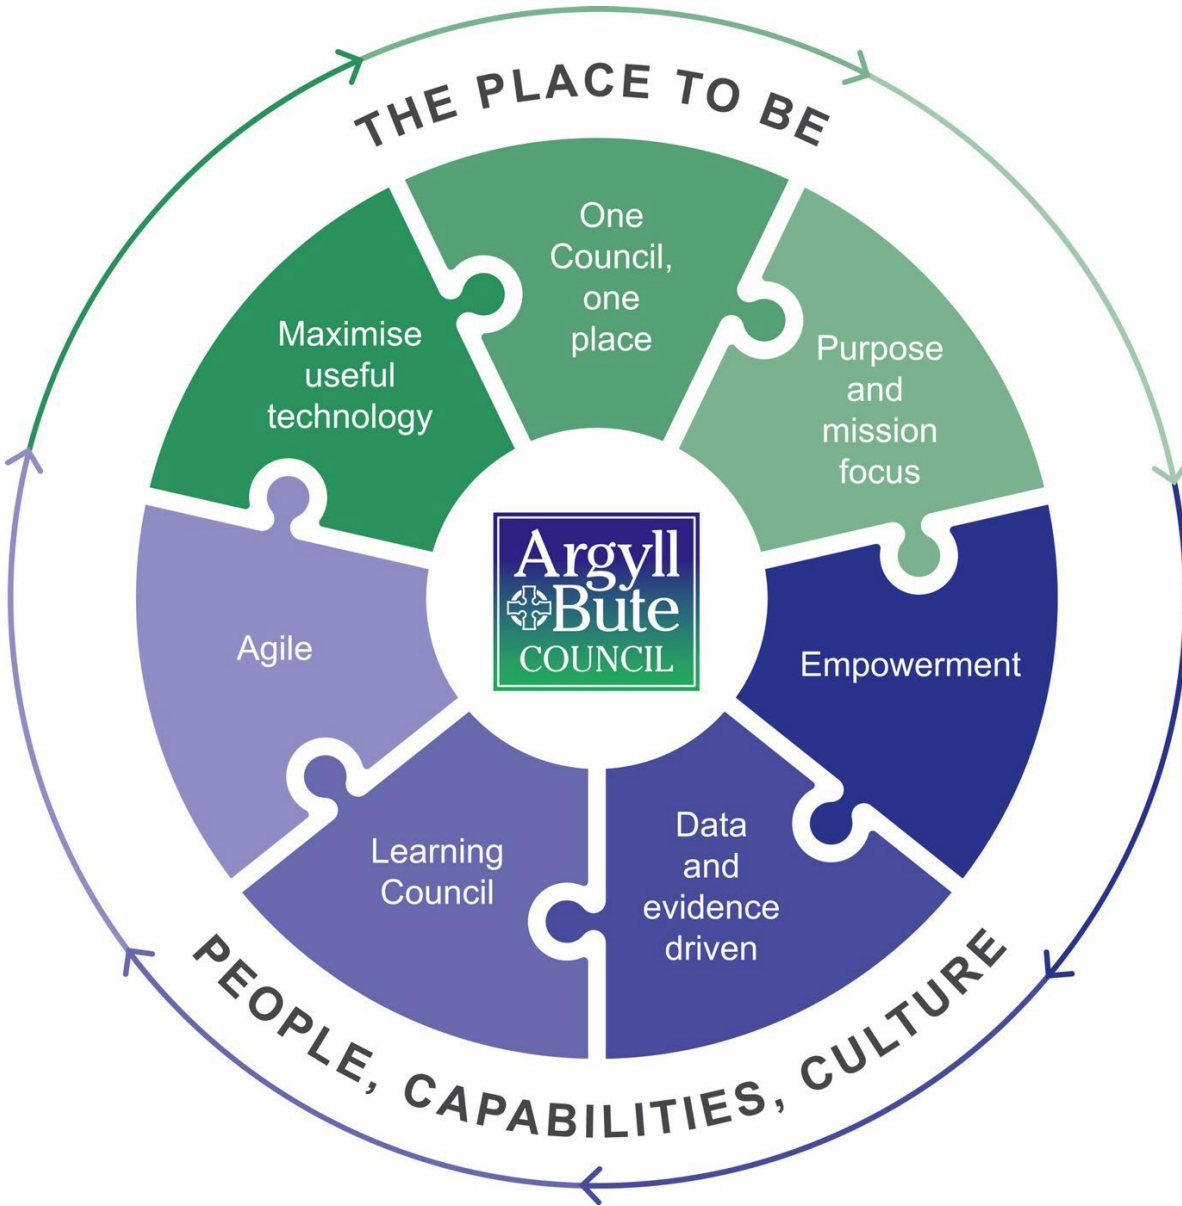 THE PLACE TO BE
One
Council,
one
place
Purpose
and
mission
focus
Empowerment
Data
and
evidence
driven
Learning
Council
Agile
Maximise
useful
technology
Argyll
Bute
COUNCIL
PEOPLE, CAPABILITIES, CULTURE